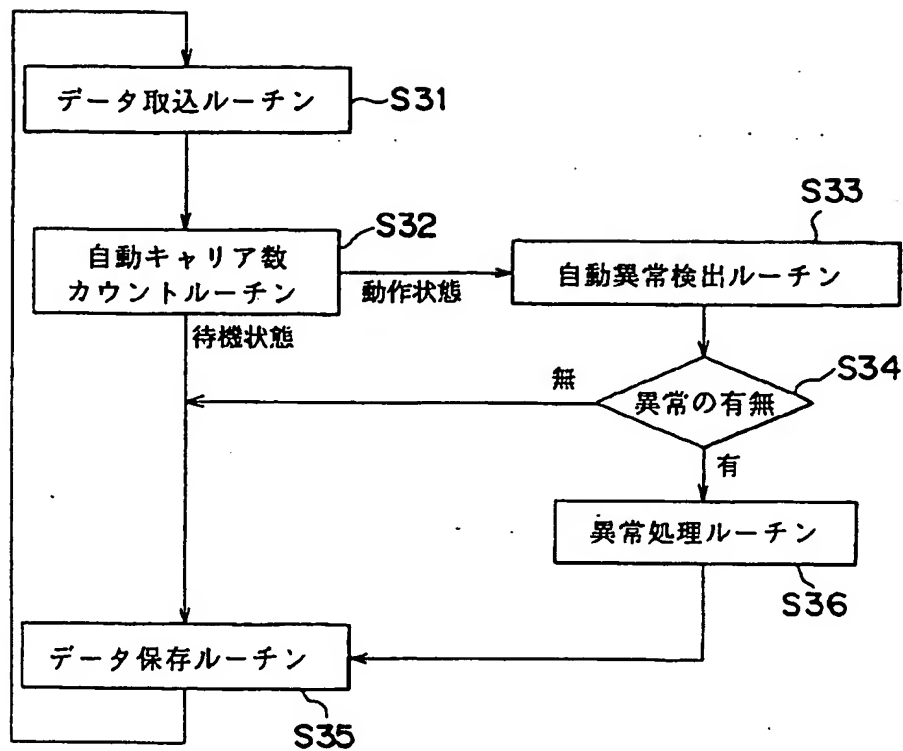 データ取込ルーチン
S31
S32
自動キャリア数
カウントルーチン
動作状態
待機状態
S33
自動異常検出ルーチン
S34
異常の有無
無
有
異常処理ルーチン
S36
データ保存ルーチン
S35